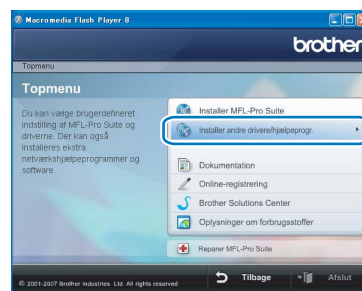 Macromedia Flash Player 8
brother
Topmenu
Topmenu
Du kan vælge brugerdefineret
indstilling af MFL-Pro Suite og
driverne. Der kan også
installeres ekstra
netværkshjælpeprogrammer og
software.
Installer MFL-Pro Suite
Installer andre drivere/hjælpeprogr.
Dokumentation
Online-registrering
Brother Solutions Center
Oplysninger om forbrugsstoffer
Reparer MFL-Pro Suite
© 2001-2007 Brother Industries Ltd. All rights reserved
Tilbage
Afslut